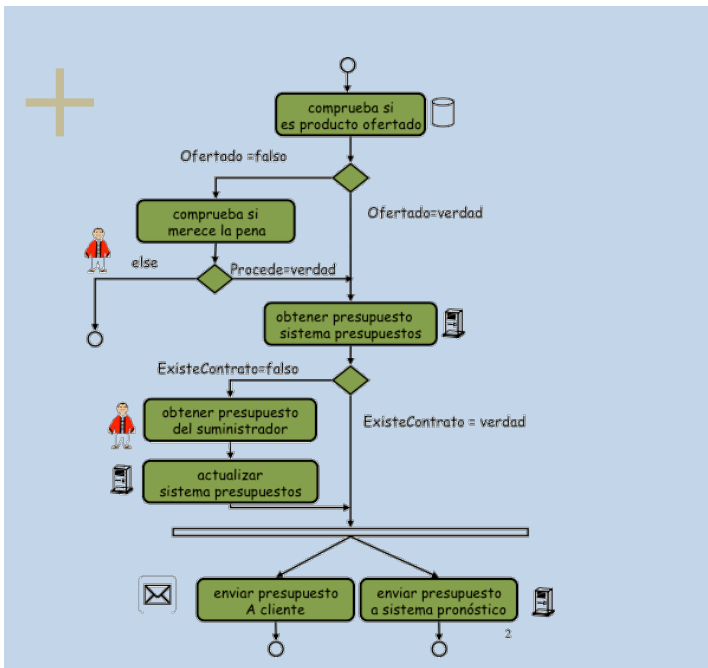 comprueba si
es producto ofertado
Ofertado =falso
comprueba si
merece la pena
Ofertado=verdad
else
Procede=verdad
obtener presupuesto
sistema presupuestos
ExisteContrato=falso
obtener presupuesto
del suministrador
ExisteContrato = verdad
actualizar
sistema presupuestos
enviar presupuesto
A cliente
enviar presupuesto
a sistema pronóstico
2